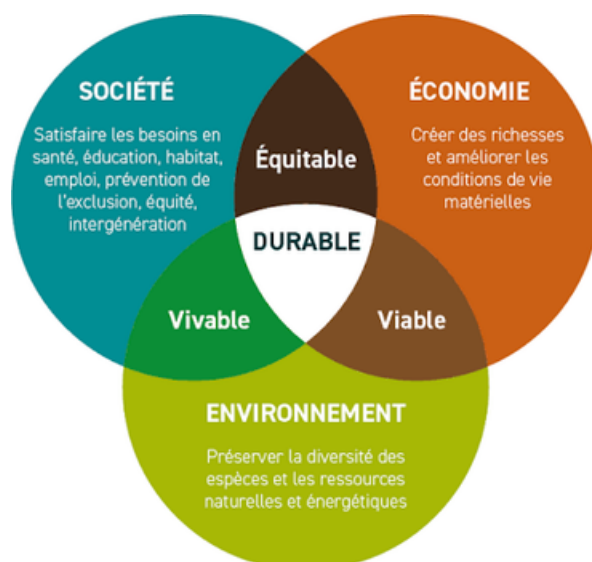 SOCIÉTÉ
Satisfaire les besoins en
santé, éducation, habitat,
emploi, prévention de
l'exclusion, équité,
intergénération
ÉCONOMIE
Créer des richesses
et améliorer les
conditions de vie
matérielles
Équitable
DURABLE
Vivable
Viable
ENVIRONNEMENT
Préserver la diversité des
espèces et les ressources
naturelles et énergétiques